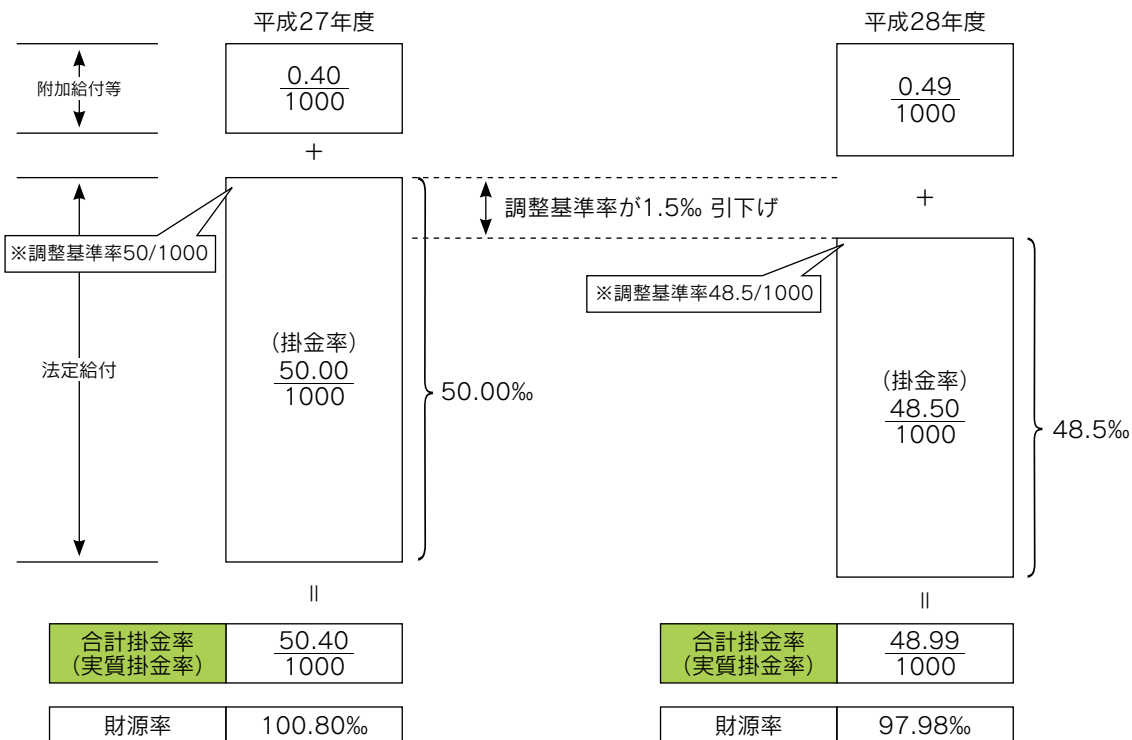 平成27年度
平成28年度
附加給付等
0.40
1000
0.49
1000
+
+
調整基準率が1.5‰ 引下げ
※調整基準率50/1000
※調整基準率48.5/1000
法定給付
(掛金率)
50.00
1000
50.00‰
(掛金率)
48.50
1000
48.5‰
=
=
合計掛金率
(実質掛金率)
50.40
1000
合計掛金率
(実質掛金率)
48.99
1000
財源率
100.80‰
財源率
97.98‰